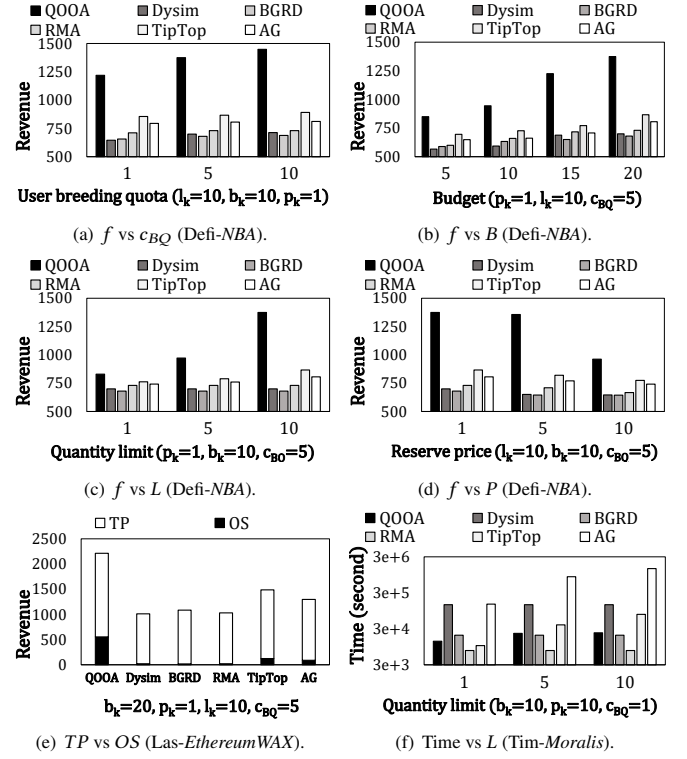 QOOA Dysim BGRD
RMA TipTop AG
Revenue
1500
1250
1000
750
500
1 5 10
User breeding quota (lk=10, bk=10, pk=1)
(a) f vs cBQ (Defi-NBA).
QOOA Dysim BGRD
RMA TipTop AG
Revenue
1500
1250
1000
750
500
5 10 15 20
Budget (pk=1, lk=10, cBQ=5)
(b) f vs B (Defi-NBA).
QOOA Dysim BGRD
RMA TipTop AG
Revenue
1500
1250
1000
750
500
1 5 10
Quantity limit (pk=1, bk=10, cBQ=5)
(c) f vs L (Defi-NBA).
QOOA Dysim BGRD
RMA TipTop AG
Revenue
1500
1250
1000
750
500
1 5 10
Reserve price (lk=10, bk=10, cBQ=5)
(d) f vs P (Defi-NBA).
TP OS
Revenue
2500
2000
1500
1000
500
0
QOOA Dysim BGRD RMA TipTop AG
bk=20, pk=1, lk=10, cBQ=5
(e) TP vs OS (Las-EthereumWAX).
QOOA Dysim BGRD
RMA TipTop AG
Time (second)
3e+6
3e+5
3e+4
3e+3
1 5 10
Quantity limit (bk=10, pk=10, cBQ=1)
(f) Time vs L (Tim-Moralis).